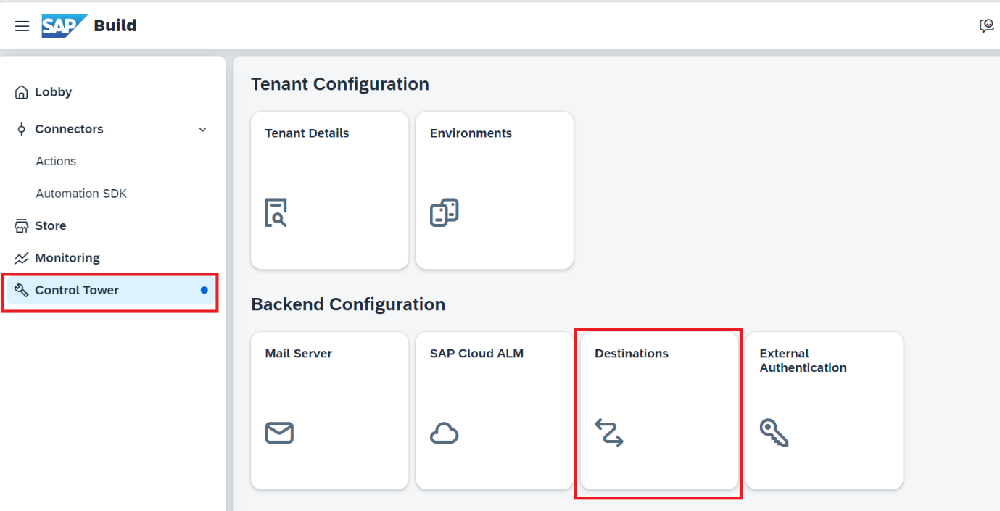 SAP Build
Lobby
Connectors
Actions
Automation SDK
Store
Monitoring
Control Tower
Tenant Configuration
Tenant Details
Environments
Backend Configuration
Mail Server
SAP Cloud ALM
Destinations
External
Authentication